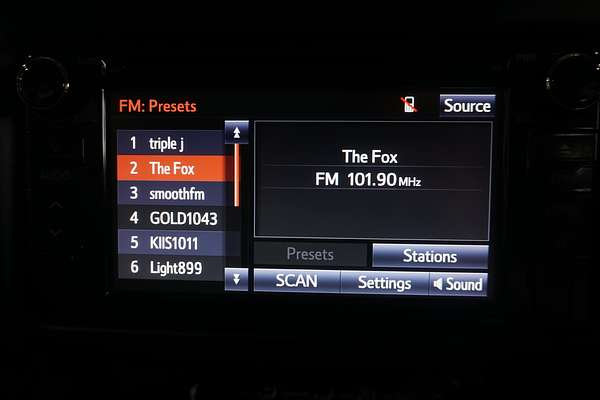 FM: Presets
Source
1 triple j
2 The Fox
3 smoothfm
4 GOLD1043
5 KIIS1011
6 Light899
The Fox
FM 101.90 MHz
Presets
Stations
SCAN
Settings
Sound